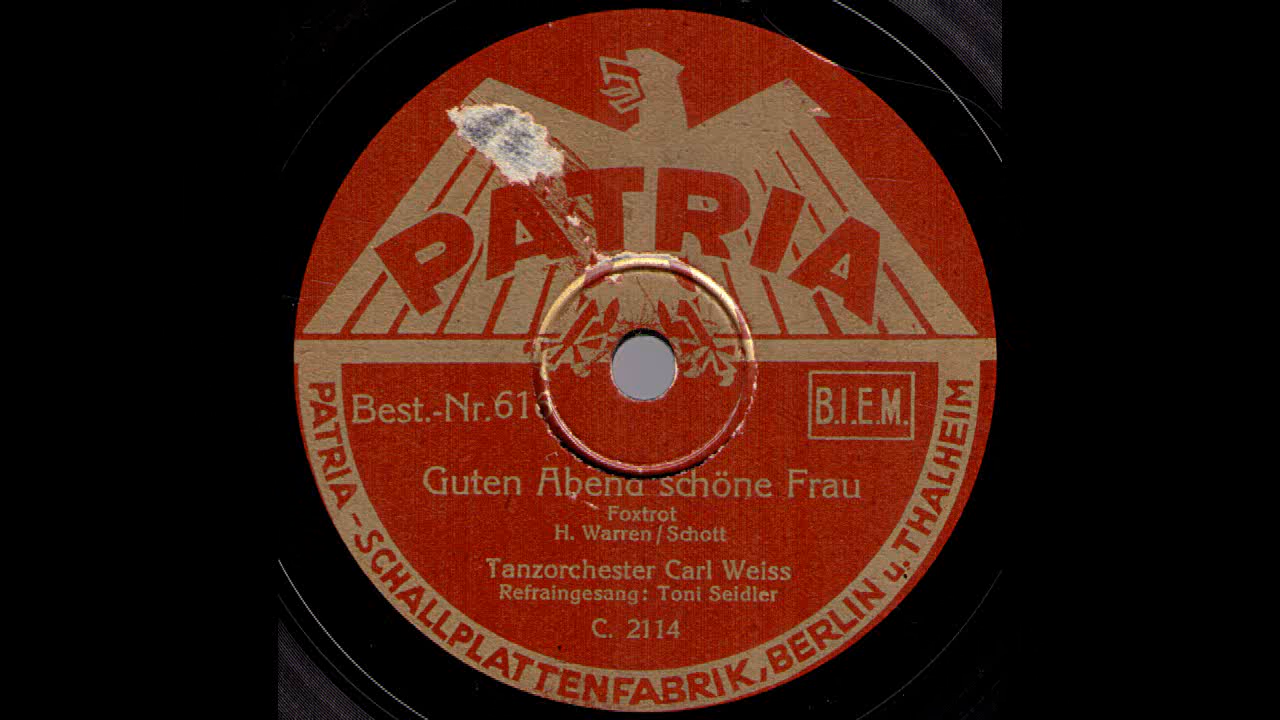 PATRIA
Best.-Nr. 61
B.I.E.M.
Guten Abend schöne Frau
Foxtrot
H. Warren / Schott
Tanzorchester Carl Weiss
Refraingesang: Toni Seidler
C. 2114
PATRIA-SCHALLPLATTENFABRIK, BERLIN u. THALHEIM